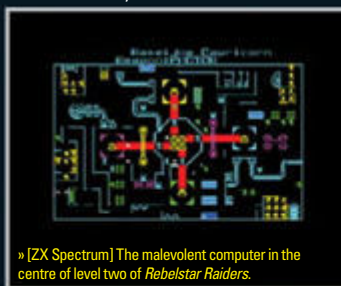 » [ZX Spectrum] The malevolent computer in the
centre of level two of Rebelstar Raiders.